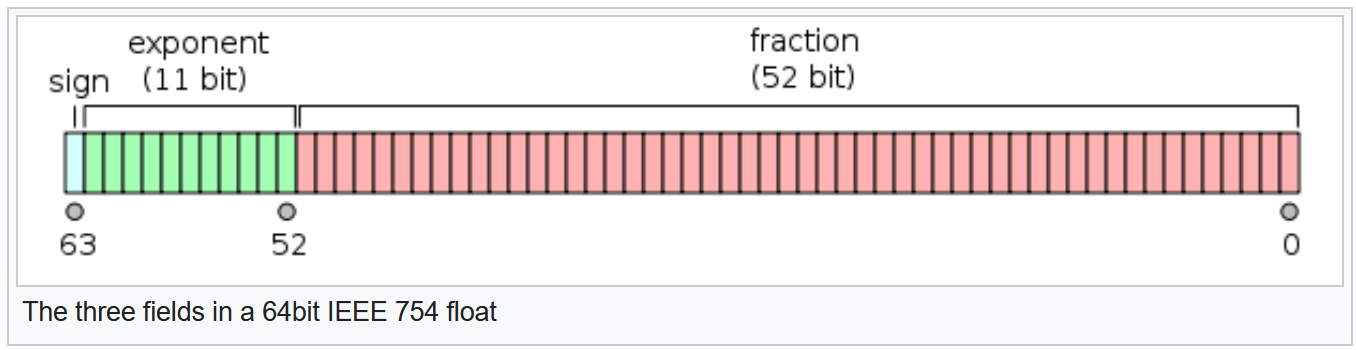 exponent
(11 bit)
sign
fraction
(52 bit)
63
52
0
The three fields in a 64bit IEEE 754 float